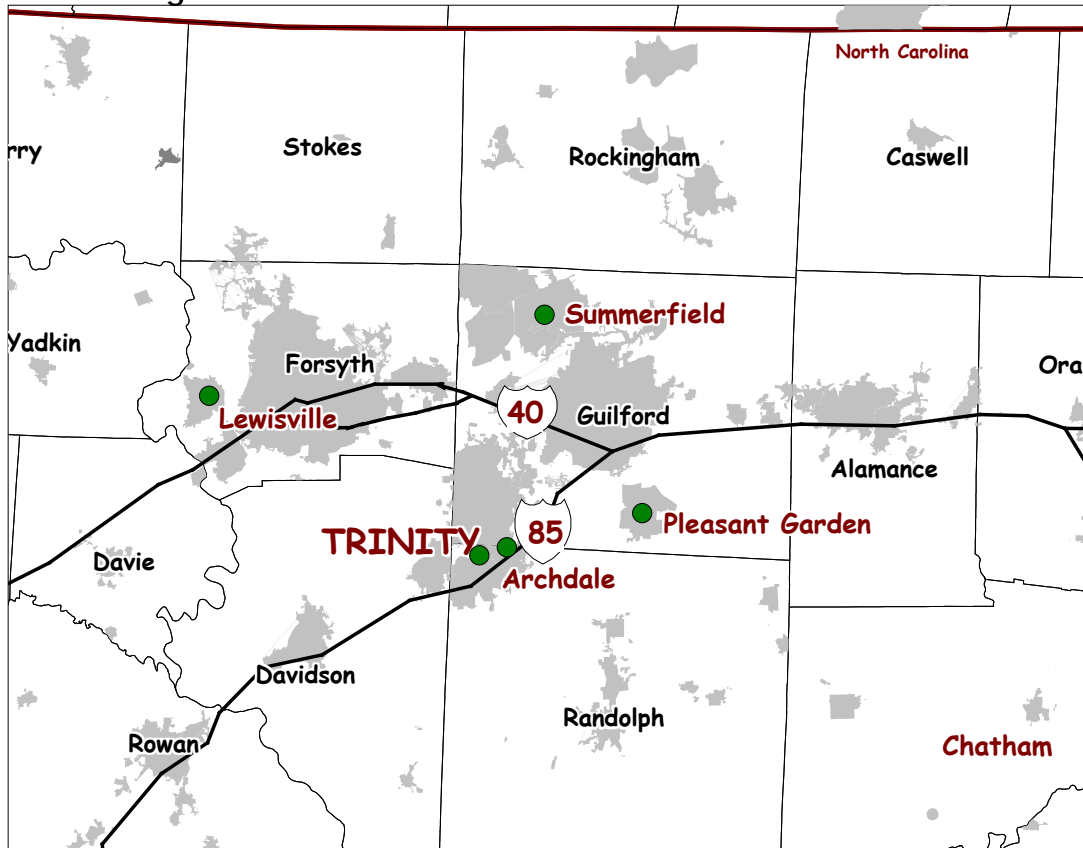 North Carolina
rry
Stokes
Rockingham
Caswell
Summerfield
Yadkin
Forsyth
Ora
Lewisville
40
Guilford
Alamance
TRINITY
85
Pleasant Garden
Davie
Archdale
Davidson
Randolph
Rowan
Chatham